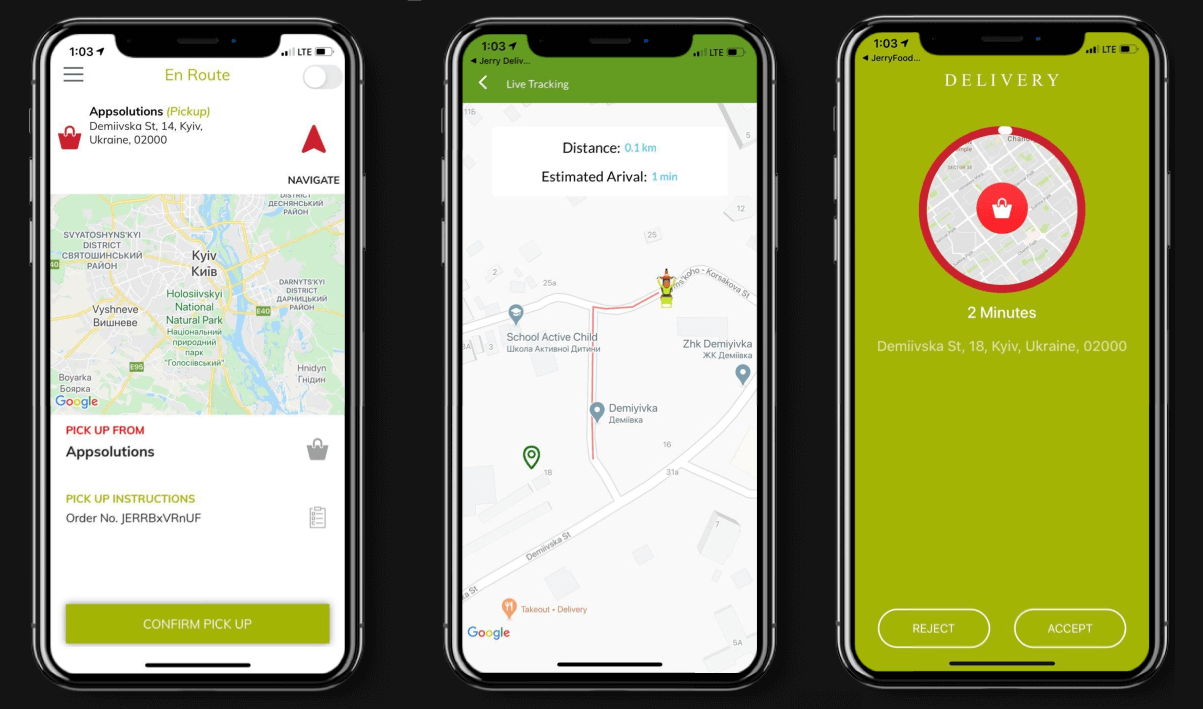 1:03
LTE
En Route
Appsolutions (Pickup)
Demiivska St, 14, Kyiv,
Ukraine, 02000
NAVIGATE
DISTRICT
ДЕСНЯНСЬКИЙ
РАЙОН
SVYATOSHYNS'KYI
DISTRICT
СВЯТОШИНСЬКИЙ
РАЙОН
40
Kyiv
Київ
DARNYTS'KYI
DISTRICT
ДАРНИЦЬКИЙ
РАЙОН
Holosiivskyi
National
Natural Park
Національний
природний
парк
"Голосіївський"
E40
Vyshneve
Вишневе
E95
Boyarka
Боярка
Hnidyn
Гнідин
Google
PICK UP FROM
Appsolutions
PICK UP INSTRUCTIONS
Order No. JERRBxVRnUF
CONFIRM PICK UP
1:03
LTE
Jerry Deliv...
Live Tracking
116
5
Distance: 0.1 km
Estimated Arival: 1 min
12
25
2
25a
Korsakova St
School Active Child
Школа Активної Дитини
3
Zhk Demiyivka
ЖК Деміївка
Demiyivka
Деміївка
16
18
31a
7
Demiivska St
a St
Takeout • Delivery
Google
5A
1:03
LTE
JerryFood...
DELIVERY
2 Minutes
Demiivska St, 18, Kyiv, Ukraine, 02000
REJECT
ACCEPT